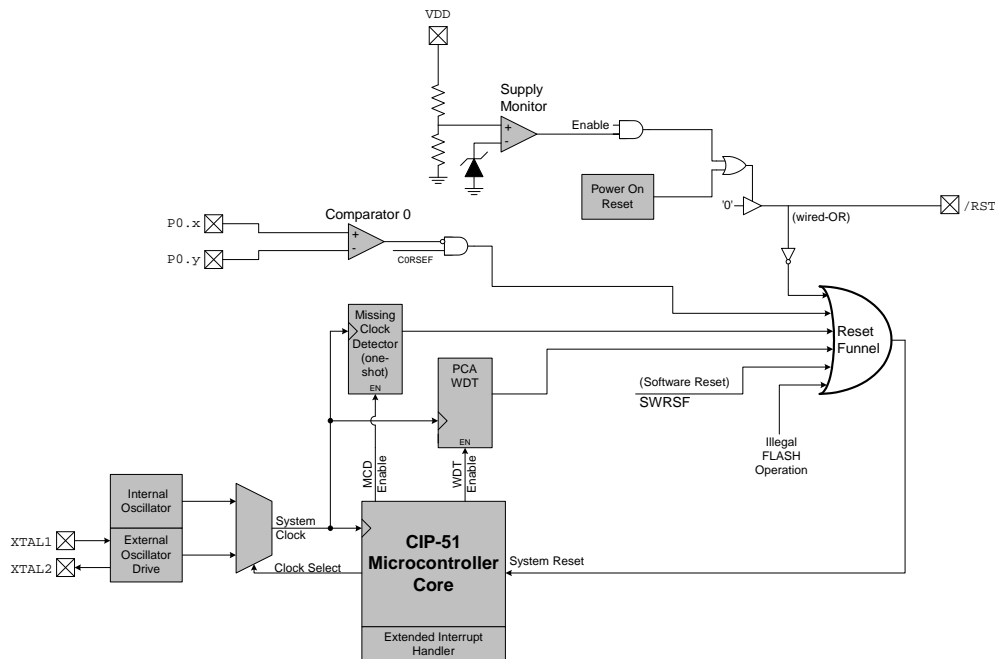 VDD
Supply
Monitor
+
-
Enable
Power On
Reset
'0'
(wired-OR)
/RST
Comparator 0
P0.x
P0.y
+
-
C0RSEF
Missing
Clock
Detector
(one-
shot)
EN
PCA
WDT
EN
Reset
Funnel
(Software Reset)
SWRSF
Illegal
FLASH
Operation
MCD
Enable
WDT
Enable
Internal
Oscillator
External
Oscillator
Drive
XTAL1
XTAL2
System
Clock
Clock Select
CIP-51
Microcontroller
Core
System Reset
Extended Interrupt
Handler